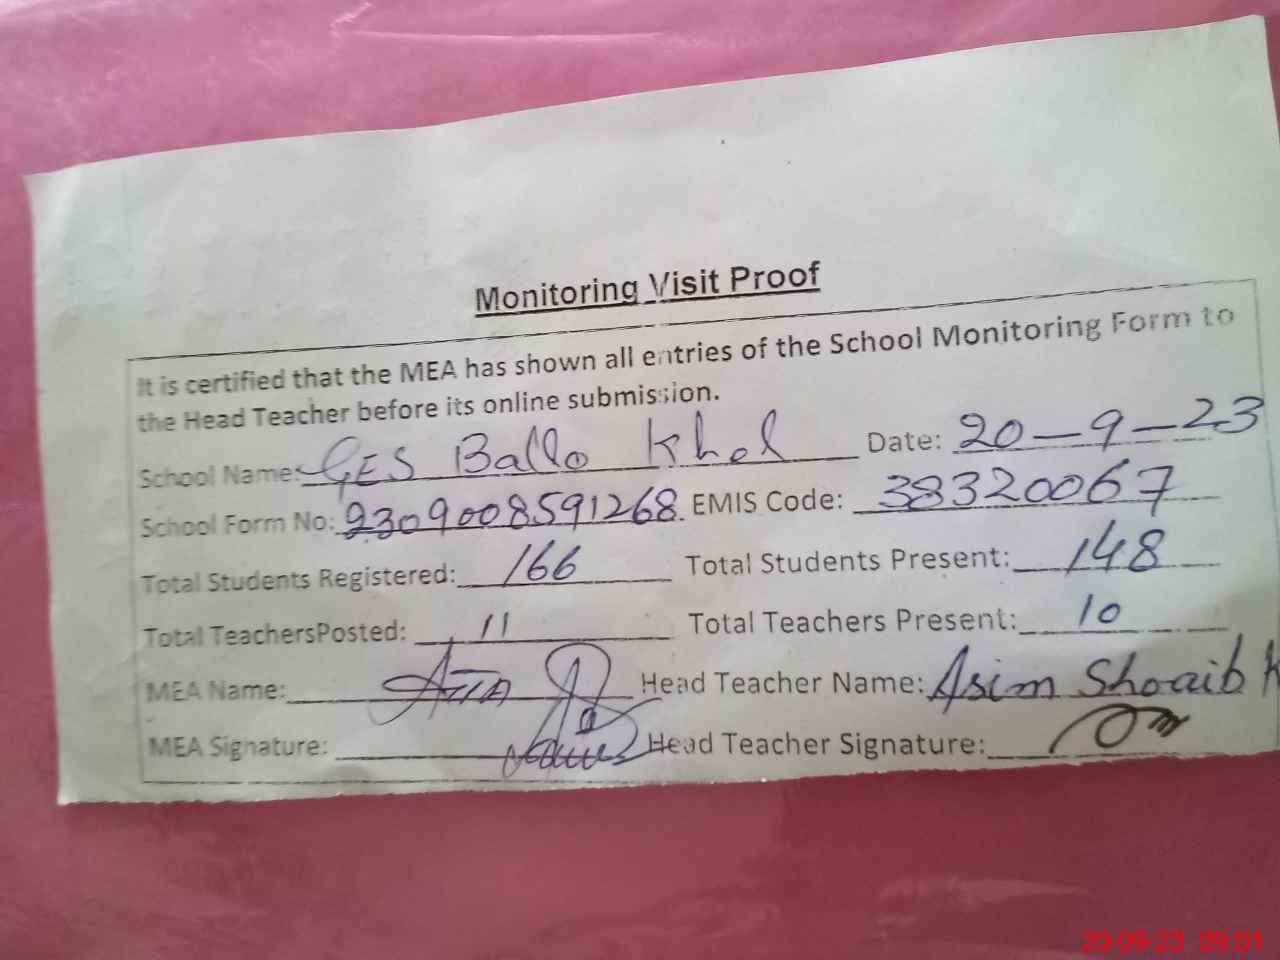 Monitoring Visit Proof
It is certified that the MEA has shown all entries of the School Monitoring Form to
the Head Teacher before its online submission.
School Name: GES Ballo Khel Date: 20-9-23
School Form No: 2309008591268. EMIS Code: 38320067
Total Students Registered: 166 Total Students Present: 148
Total TeachersPosted: 11 Total Teachers Present: 10
MEA Name: Atta Head Teacher Name: Asim Shoaib K
MEA Signature: Head Teacher Signature:
20-09-23 09:01